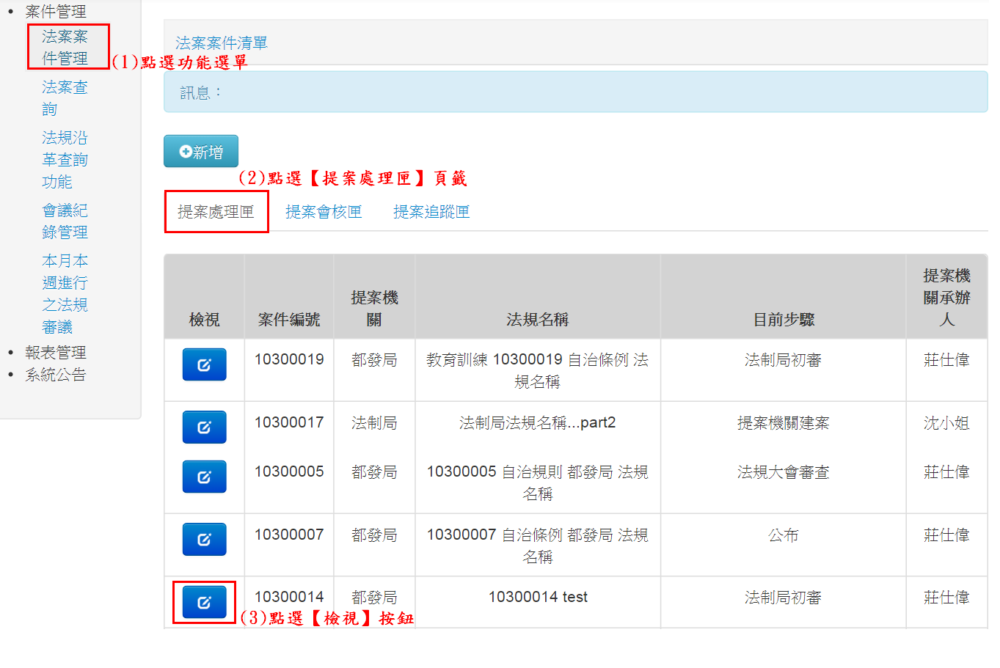 案件管理
法案案
件管理
(1)點選功能選單
法案查
詢
法規沿
革查詢
功能
會議紀
錄管理
本月本
週進行
之法規
審議
報表管理
系統公告
法案案件清單
訊息：
新增
(2)點選【提案處理匣】頁籤
提案處理匣 提案會核匣 提案追蹤匣
檢視 案件編號 提案機關 法規名稱 目前步驟 提案機關承辦人
10300019 都發局 教育訓練 10300019 自治條例 法 法制局初審 莊仕偉
規名稱
10300017 法制局 法制局法規名稱...part2 提案機關建案 沈小姐
10300005 都發局 10300005 自治規則 都發局 法規 法規大會審查 莊仕偉
名稱
10300007 都發局 10300007 自治條例 都發局 法規 公布 莊仕偉
名稱
10300014 都發局 10300014 test 法制局初審 莊仕偉
(3)點選【檢視】按鈕